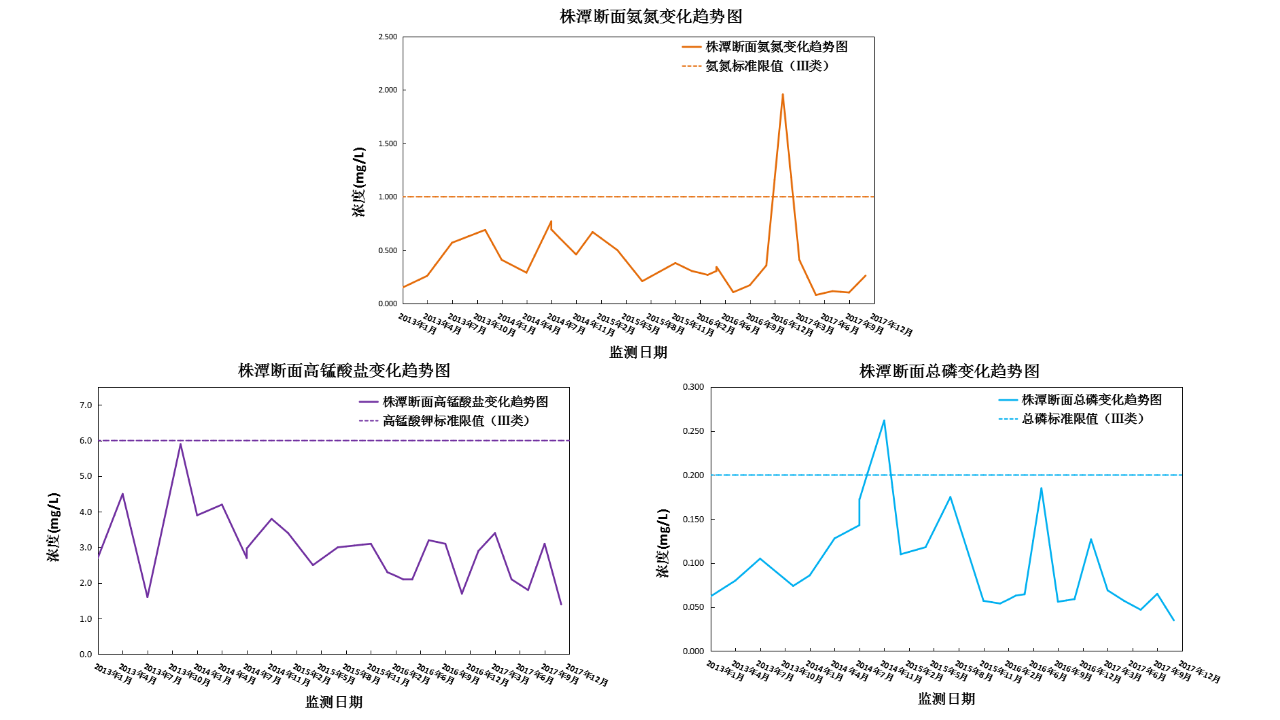 株潭断面氨氮变化趋势图
株潭断面氨氮变化趋势图
氨氮标准限值（III类）
2.500
2.000
1.500
1.000
0.500
0.000
浓度(mg/L)
2013年1月
2013年4月
2013年7月
2013年10月
2014年1月
2014年4月
2014年7月
2014年11月
2015年2月
2015年5月
2015年8月
2015年11月
2016年2月
2016年6月
2016年9月
2016年12月
2017年3月
2017年6月
2017年9月
2017年12月
监测日期
株潭断面高锰酸盐变化趋势图
株潭断面高锰酸盐变化趋势图
高锰酸钾标准限值（III类）
7.0
6.0
5.0
4.0
3.0
2.0
1.0
0.0
浓度(mg/L)
2013年1月
2013年4月
2013年7月
2013年10月
2014年1月
2014年4月
2014年7月
2014年11月
2015年2月
2015年5月
2015年8月
2015年11月
2016年2月
2016年6月
2016年9月
2016年12月
2017年3月
2017年6月
2017年9月
2017年12月
监测日期
株潭断面总磷变化趋势图
株潭断面总磷变化趋势图
总磷标准限值（III类）
0.300
0.250
0.200
0.150
0.100
0.050
0.000
浓度(mg/L)
2013年1月
2013年4月
2013年7月
2013年10月
2014年1月
2014年4月
2014年7月
2014年11月
2015年2月
2015年5月
2015年8月
2015年11月
2016年2月
2016年6月
2016年9月
2016年12月
2017年3月
2017年6月
2017年9月
2017年12月
监测日期